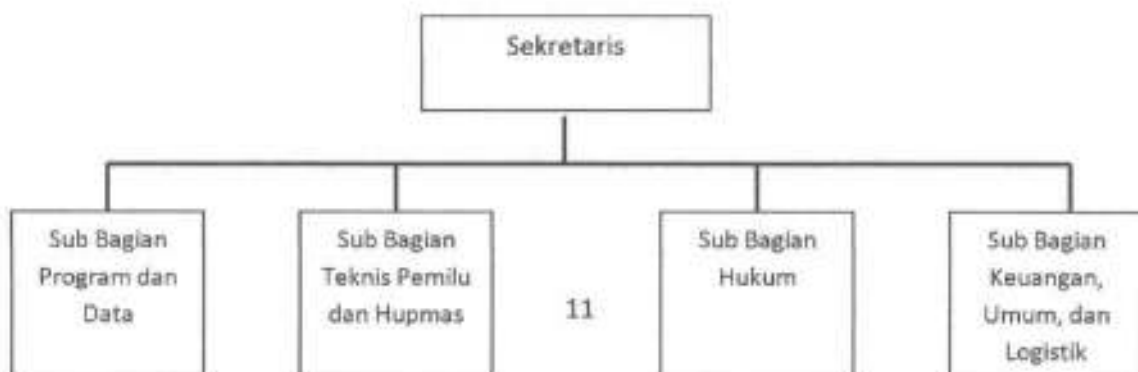 Sekretaris
Sub Bagian
Program dan
Data
Sub Bagian
Teknis Pemilu
dan Hupmas
11
Sub Bagian
Hukum
Sub Bagian
Keuangan,
Umum, dan
Logistik